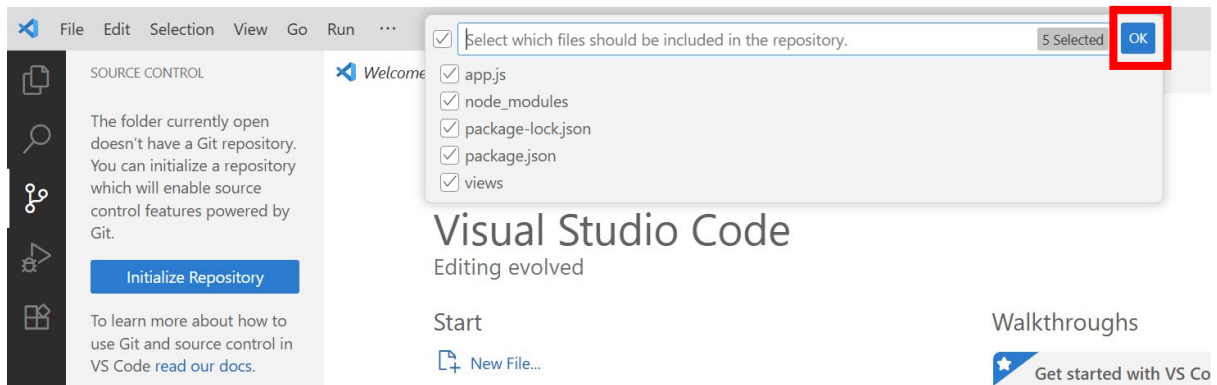 File Edit Selection View Go Run ···
Select which files should be included in the repository.
5 Selected
OK
app.js
node_modules
package-lock.json
package.json
views
SOURCE CONTROL
The folder currently open
doesn't have a Git repository.
You can initialize a repository
which will enable source
control features powered by
Git.
Initialize Repository
To learn more about how to
use Git and source control in
VS Code read our docs.
Welcome
Visual Studio Code
Editing evolved
Start
New File...
Walkthroughs
Get started with VS Co